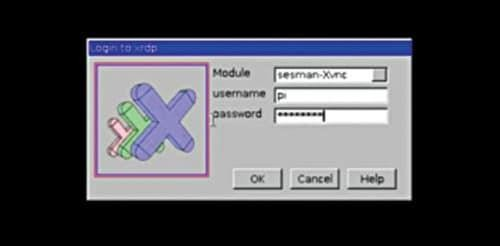 Login to xrdp
Module sesman-Xvnc
username pi
password ********
OK Cancel Help